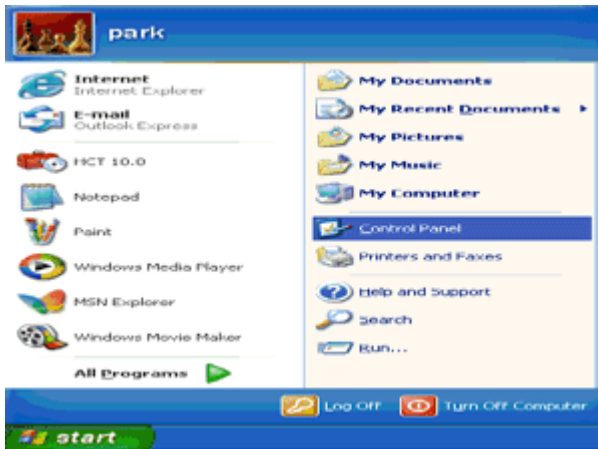 park
Internet
Internet Explorer
E-mail
Outlook Express
HCT 10.0
Notepad
Paint
Windows Media Player
MSN Explorer
Windows Movie Maker
All Programs
My Documents
My Recent Documents
My Pictures
My Music
My Computer
Control Panel
Printers and Faxes
Help and Support
Search
Run...
Log Off
Turn Off Computer
start